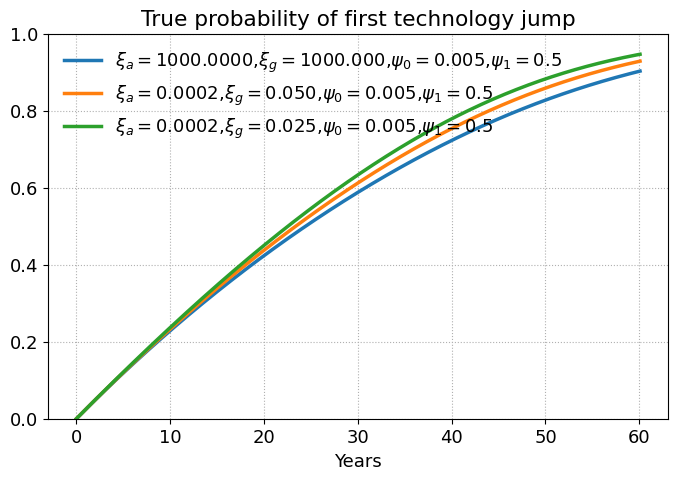 True probability of first technology jump
1.0
0.8
0.6
0.4
0.2
0.0
ξₐ = 1000.0000,ξ_g = 1000.000,ψ₀ = 0.005,ψ₁ = 0.5
ξₐ = 0.0002,ξ_g = 0.050,ψ₀ = 0.005,ψ₁ = 0.5
ξₐ = 0.0002,ξ_g = 0.025,ψ₀ = 0.005,ψ₁ = 0.5
0 10 20 30 40 50 60
Years